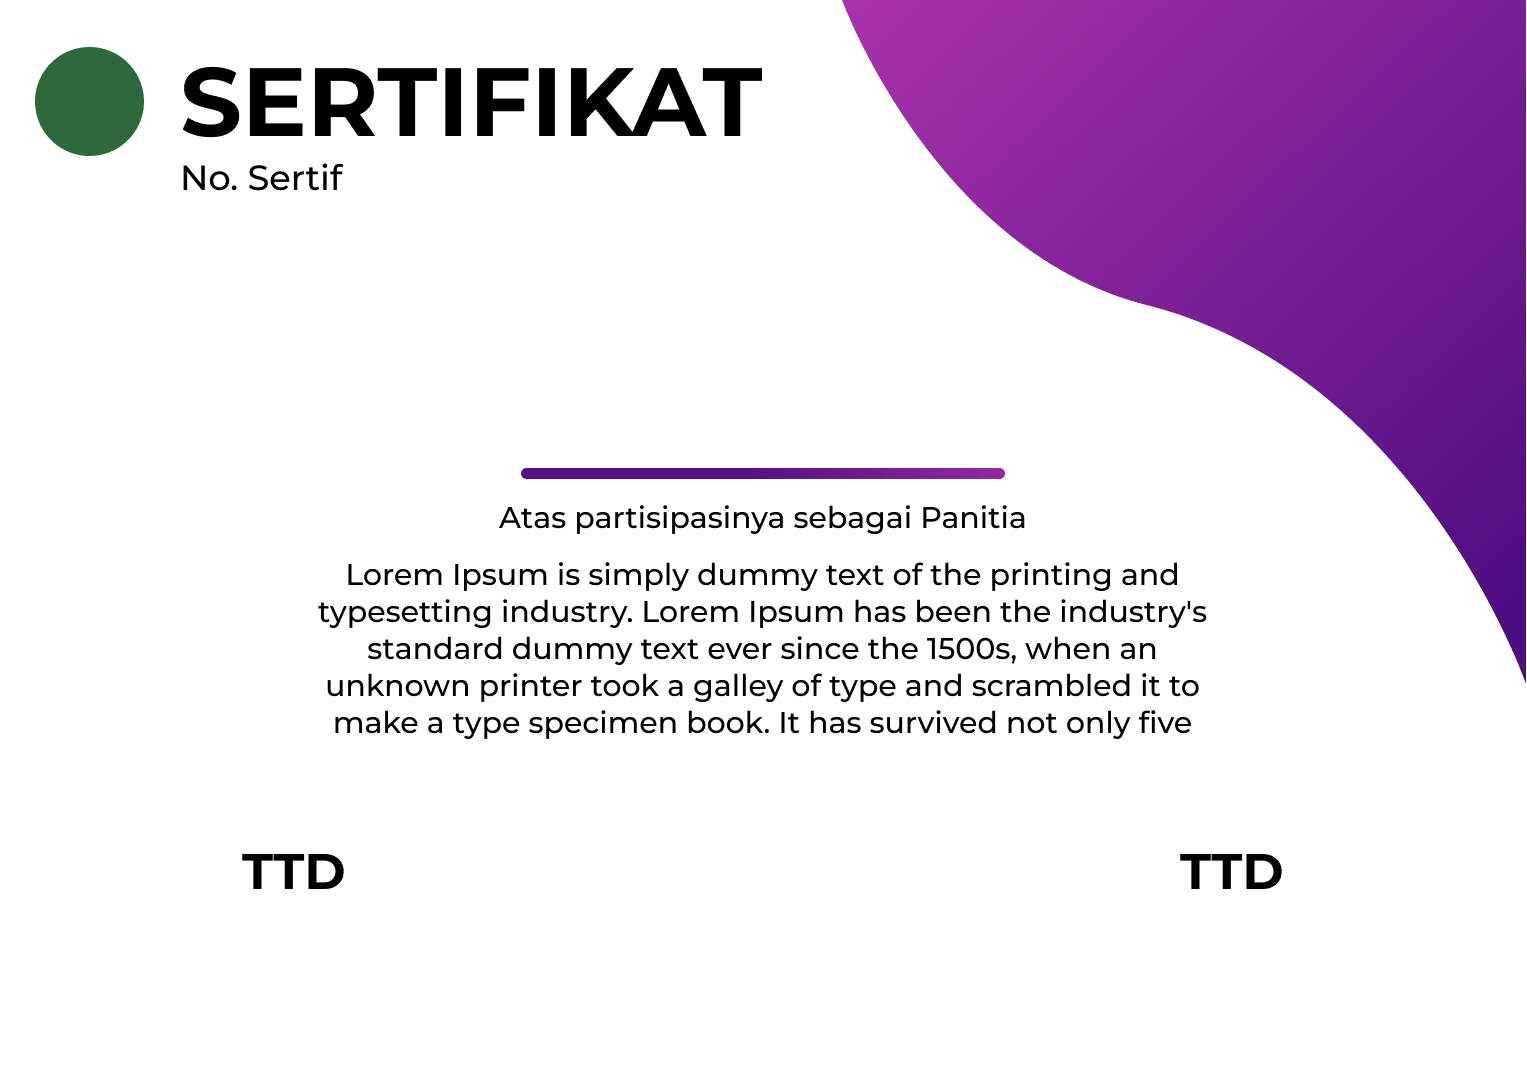 SERTIFIKAT
No. Sertif
Atas partisipasinya sebagai Panitia
Lorem Ipsum is simply dummy text of the printing and
typesetting industry. Lorem Ipsum has been the industry's
standard dummy text ever since the 1500s, when an
unknown printer took a galley of type and scrambled it to
make a type specimen book. It has survived not only five
TTD
TTD